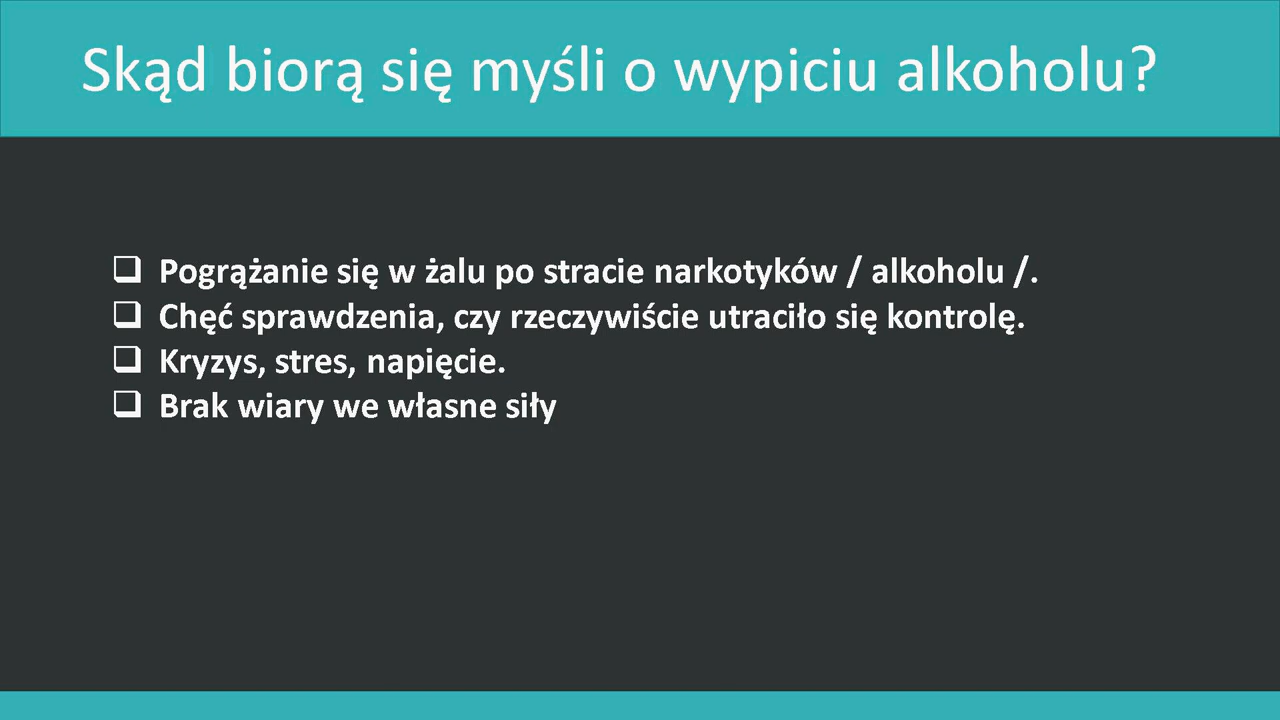 Skąd biorą się myśli o wypiciu alkoholu?
❑ Pogrążanie się w żalu po stracie narkotyków / alkoholu /.
❑ Chęć sprawdzenia, czy rzeczywiście utraciło się kontrolę.
❑ Kryzys, stres, napięcie.
❑ Brak wiary we własne siły